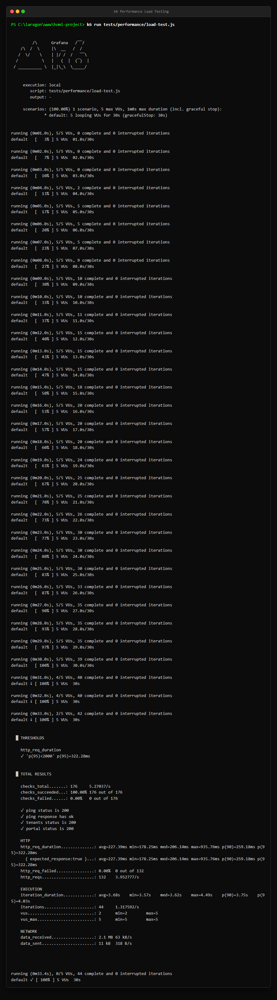 k6 Performance Load Testing
PS C:\laragon\www\homi-project> k6 run tests/performance/load-test.js
         /\      Grafana   /‾‾/
    /\  /  \     |\  __   /  /
   /  \/    \    | |/ /  /   ‾‾\
  /          \   |   (  |  (‾)  |
 / __________ \  |_|\_\  \_____/
execution: local
script: tests/performance/load-test.js
output: -
scenarios: (100.00%) 1 scenario, 5 max VUs, 1m0s max duration (incl. graceful stop):
* default: 5 looping VUs for 30s (gracefulStop: 30s)
running (0m01.0s), 5/5 VUs, 0 complete and 0 interrupted iterations
default   [   3% ] 5 VUs  01.0s/30s
running (0m02.0s), 5/5 VUs, 0 complete and 0 interrupted iterations
default   [   7% ] 5 VUs  02.0s/30s
running (0m03.0s), 5/5 VUs, 0 complete and 0 interrupted iterations
default   [  10% ] 5 VUs  03.0s/30s
running (0m04.0s), 5/5 VUs, 2 complete and 0 interrupted iterations
default   [  13% ] 5 VUs  04.0s/30s
running (0m05.0s), 5/5 VUs, 5 complete and 0 interrupted iterations
default   [  17% ] 5 VUs  05.0s/30s
running (0m06.0s), 5/5 VUs, 5 complete and 0 interrupted iterations
default   [  20% ] 5 VUs  06.0s/30s
running (0m07.0s), 5/5 VUs, 5 complete and 0 interrupted iterations
default   [  23% ] 5 VUs  07.0s/30s
running (0m08.0s), 5/5 VUs, 9 complete and 0 interrupted iterations
default   [  27% ] 5 VUs  08.0s/30s
running (0m09.0s), 5/5 VUs, 10 complete and 0 interrupted iterations
default   [  30% ] 5 VUs  09.0s/30s
running (0m10.0s), 5/5 VUs, 10 complete and 0 interrupted iterations
default   [  33% ] 5 VUs  10.0s/30s
running (0m11.0s), 5/5 VUs, 11 complete and 0 interrupted iterations
default   [  37% ] 5 VUs  11.0s/30s
running (0m12.0s), 5/5 VUs, 15 complete and 0 interrupted iterations
default   [  40% ] 5 VUs  12.0s/30s
running (0m13.0s), 5/5 VUs, 15 complete and 0 interrupted iterations
default   [  43% ] 5 VUs  13.0s/30s
running (0m14.0s), 5/5 VUs, 15 complete and 0 interrupted iterations
default   [  47% ] 5 VUs  14.0s/30s
running (0m15.0s), 5/5 VUs, 18 complete and 0 interrupted iterations
default   [  50% ] 5 VUs  15.0s/30s
running (0m16.0s), 5/5 VUs, 20 complete and 0 interrupted iterations
default   [  53% ] 5 VUs  16.0s/30s
running (0m17.0s), 5/5 VUs, 20 complete and 0 interrupted iterations
default   [  57% ] 5 VUs  17.0s/30s
running (0m18.0s), 5/5 VUs, 20 complete and 0 interrupted iterations
default   [  60% ] 5 VUs  18.0s/30s
running (0m19.0s), 5/5 VUs, 24 complete and 0 interrupted iterations
default   [  63% ] 5 VUs  19.0s/30s
running (0m20.0s), 5/5 VUs, 25 complete and 0 interrupted iterations
default   [  67% ] 5 VUs  20.0s/30s
running (0m21.0s), 5/5 VUs, 25 complete and 0 interrupted iterations
default   [  70% ] 5 VUs  21.0s/30s
running (0m22.0s), 5/5 VUs, 26 complete and 0 interrupted iterations
default   [  73% ] 5 VUs  22.0s/30s
running (0m23.0s), 5/5 VUs, 30 complete and 0 interrupted iterations
default   [  77% ] 5 VUs  23.0s/30s
running (0m24.0s), 5/5 VUs, 30 complete and 0 interrupted iterations
default   [  80% ] 5 VUs  24.0s/30s
running (0m25.0s), 5/5 VUs, 30 complete and 0 interrupted iterations
default   [  83% ] 5 VUs  25.0s/30s
running (0m26.0s), 5/5 VUs, 33 complete and 0 interrupted iterations
default   [  87% ] 5 VUs  26.0s/30s
running (0m27.0s), 5/5 VUs, 35 complete and 0 interrupted iterations
default   [  90% ] 5 VUs  27.0s/30s
running (0m28.0s), 5/5 VUs, 35 complete and 0 interrupted iterations
default   [  93% ] 5 VUs  28.0s/30s
running (0m29.0s), 5/5 VUs, 35 complete and 0 interrupted iterations
default   [  97% ] 5 VUs  29.0s/30s
running (0m30.0s), 5/5 VUs, 39 complete and 0 interrupted iterations
default   [ 100% ] 5 VUs  30.0s/30s
running (0m31.0s), 4/5 VUs, 40 complete and 0 interrupted iterations
default ↓ [ 100% ] 5 VUs  30s
running (0m32.0s), 4/5 VUs, 40 complete and 0 interrupted iterations
default ↓ [ 100% ] 5 VUs  30s
running (0m33.0s), 2/5 VUs, 42 complete and 0 interrupted iterations
default ↓ [ 100% ] 5 VUs  30s
█ THRESHOLDS
http_req_duration
✓ 'p(95)<2000' p(95)=322.28ms
█ TOTAL RESULTS
checks_total.......: 176     5.27037/s
checks_succeeded...: 100.00% 176 out of 176
checks_failed......: 0.00%   0 out of 176
✓ ping status is 200
✓ ping response has ok
✓ tenants status is 200
✓ portal status is 200
HTTP
http_req_duration..............: avg=227.39ms min=178.25ms med=206.14ms max=935.76ms p(90)=259.18ms p(9
5)=322.28ms
{ expected_response:true }...: avg=227.39ms min=178.25ms med=206.14ms max=935.76ms p(90)=259.18ms p(9
5)=322.28ms
http_req_failed................: 0.00%  0 out of 132
http_reqs......................: 132    3.952777/s
EXECUTION
iteration_duration.............: avg=3.68s    min=3.57s    med=3.62s    max=4.49s    p(90)=3.75s    p(9
5)=4.03s
iterations.....................: 44     1.317592/s
vus............................: 2      min=2        max=5
vus_max........................: 5      min=5        max=5
NETWORK
data_received..................: 2.1 MB 63 kB/s
data_sent......................: 11 kB  318 B/s
running (0m33.4s), 0/5 VUs, 44 complete and 0 interrupted iterations
default ✓ [ 100% ] 5 VUs  30s